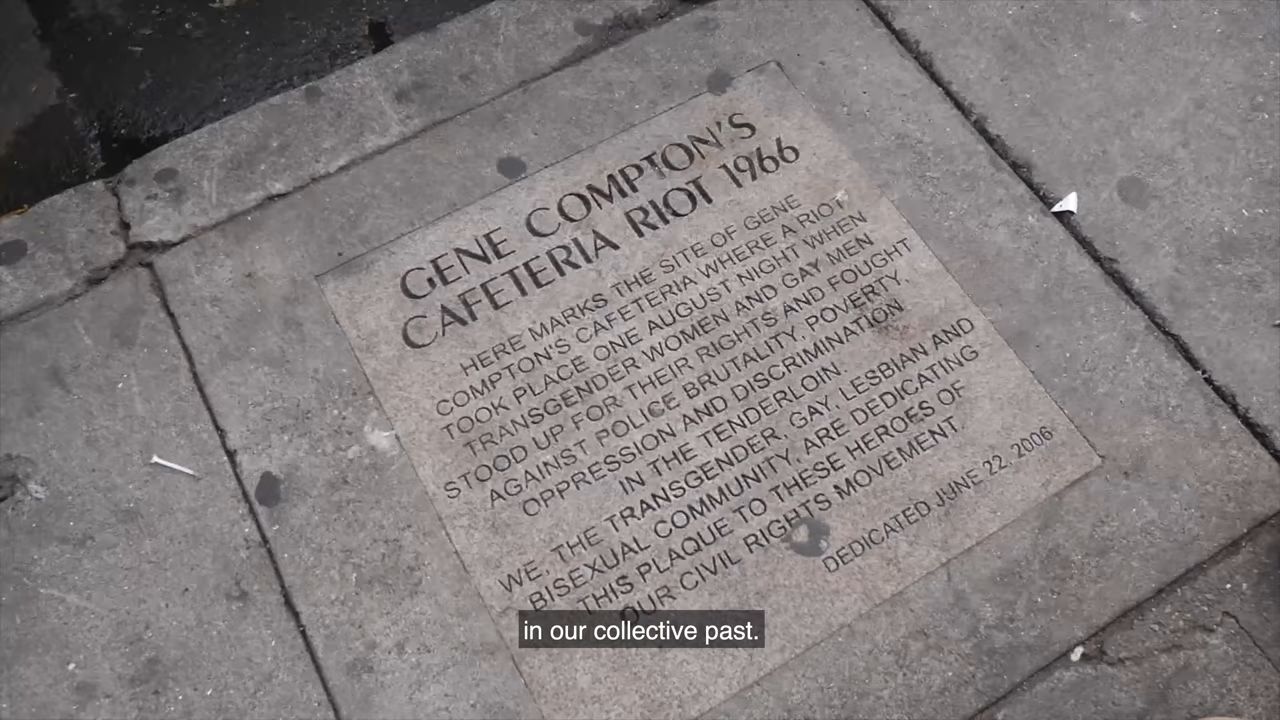 GENE COMPTON'S
CAFETERIA RIOT 1966
HERE MARKS THE SITE OF GENE
COMPTON'S CAFETERIA WHERE A RIOT
TOOK PLACE ONE AUGUST NIGHT WHEN
TRANSGENDER WOMEN AND GAY MEN
STOOD UP FOR THEIR RIGHTS AND FOUGHT
AGAINST POLICE BRUTALITY, POVERTY,
OPPRESSION AND DISCRIMINATION
IN THE TENDERLOIN.
WE, THE TRANSGENDER, GAY, LESBIAN AND
BISEXUAL COMMUNITY, ARE DEDICATING
THIS PLAQUE TO THESE HEROES OF
OUR CIVIL RIGHTS MOVEMENT
DEDICATED JUNE 22, 2006
in our collective past.